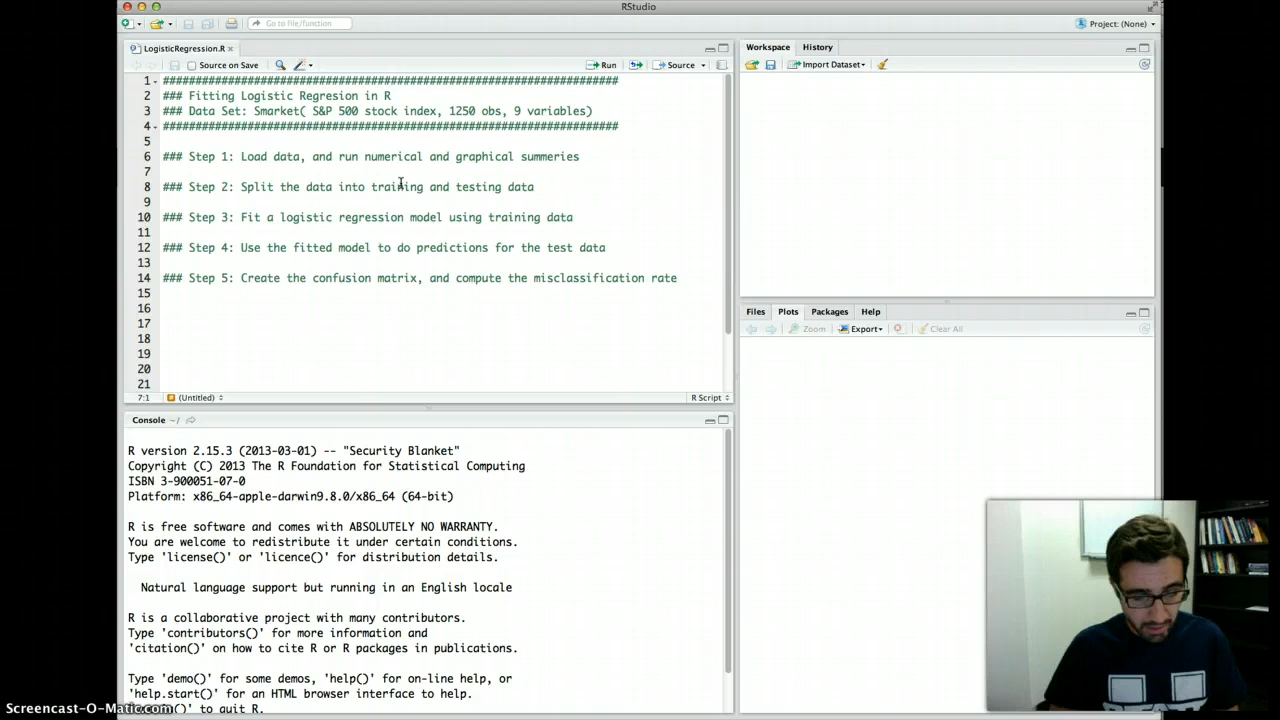 RStudio
Go to file/function
Project: (None)
LogisticRegression.R
Source on Save
Run
Source
1 ######################################################################
2 ### Fitting Logistic Regresion in R
3 ### Data Set: Smarket( S&P 500 stock index, 1250 obs, 9 variables)
4 ######################################################################
5
6 ### Step 1: Load data, and run numerical and graphical summeries
7
8 ### Step 2: Split the data into training and testing data
9
10 ### Step 3: Fit a logistic regression model using training data
11
12 ### Step 4: Use the fitted model to do predictions for the test data
13
14 ### Step 5: Create the confusion matrix, and compute the misclassification rate
15
16
17
18
19
20
21
7:1 (Untitled) R Script
Workspace History
Import Dataset
Files Plots Packages Help
Zoom Export Clear All
Console ~/
R version 2.15.3 (2013-03-01) -- "Security Blanket"
Copyright (C) 2013 The R Foundation for Statistical Computing
ISBN 3-900051-07-0
Platform: x86_64-apple-darwin9.8.0/x86_64 (64-bit)
R is free software and comes with ABSOLUTELY NO WARRANTY.
You are welcome to redistribute it under certain conditions.
Type 'license()' or 'licence()' for distribution details.
Natural language support but running in an English locale
R is a collaborative project with many contributors.
Type 'contributors()' for more information and
'citation()' on how to cite R or R packages in publications.
Type 'demo()' for some demos, 'help()' for on-line help, or
'help.start()' for an HTML browser interface to help.
to quit R.
Screencast-O-Matic.com